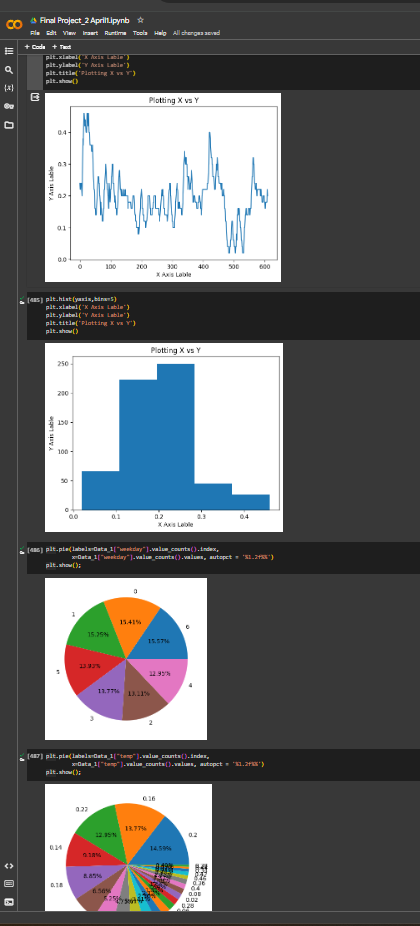 Final Project_2 April1.ipynb
File Edit View Insert Runtime Tools Help All changes saved
+ Code + Text
plt.xlabel('X Axis Lable')
plt.ylabel('Y Axis Lable')
plt.title('Plotting X vs Y')
plt.show()
Plotting X vs Y
Y Axis Lable
0.4
0.3
0.2
0.1
0.0
0 100 200 300 400 500 600
X Axis Lable
[485] plt.hist(yaxis,bins=5)
plt.xlabel('X Axis Lable')
plt.ylabel('Y Axis Lable')
plt.title('Plotting X vs Y')
plt.show()
Plotting X vs Y
Y Axis Lable
250
200
150
100
50
0
0.0 0.1 0.2 0.3 0.4
X Axis Lable
[486] plt.pie(labels=Data_1["weekday"].value_counts().index,
x=Data_1["weekday"].value_counts().values, autopct = '%1.2f%%')
plt.show();
0
1
15.41%
6
15.25%
15.57%
5
13.93%
12.95%
4
13.77%
13.11%
3
2
[487] plt.pie(labels=Data_1["temp"].value_counts().index,
x=Data_1["temp"].value_counts().values, autopct = '%1.2f%%')
plt.show();
0.16
0.22
13.77%
0.2
12.95%
14.59%
0.14
9.18%
0.18
8.85%
6.56%
0.36
0.4
0.08
0.02
0.28